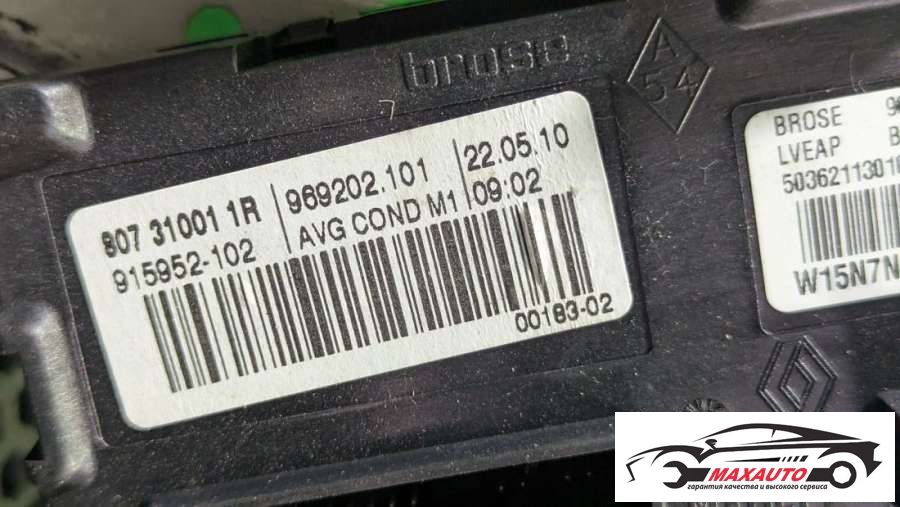 brose
A
54
807 31001 1R
915952-102
969202.101
AVG COND M1
22.05.10
09:02
00183-02
BROSE
LVEAP
W15N7N
MAXAUTO
гарантия качества и высокого сервиса